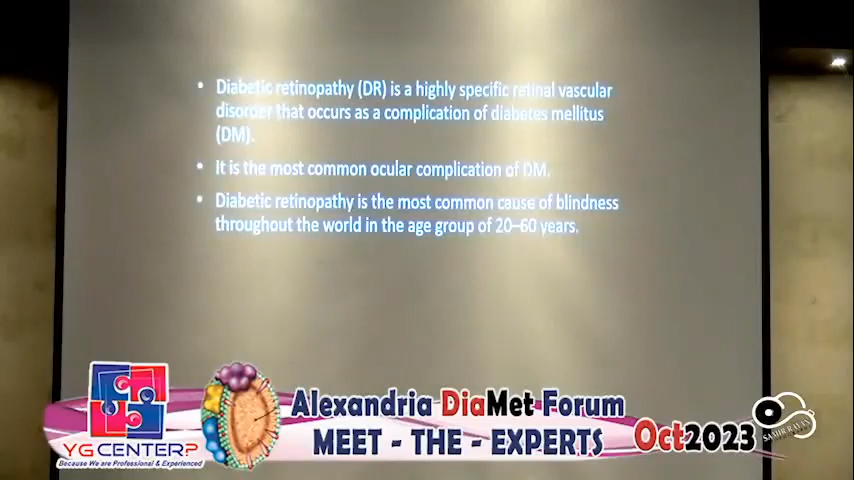 • Diabetic retinopathy (DR) is a highly specific retinal vascular
disorder that occurs as a complication of diabetes mellitus
(DM).
• It is the most common ocular complication of DM.
• Diabetic retinopathy is the most common cause of blindness
throughout the world in the age group of 20–60 years.
Alexandria DiaMet Forum
MEET - THE - EXPERTS
Oct2023
YGCENTERP
Because We are Professional & Experienced
SAMIR RAYAN